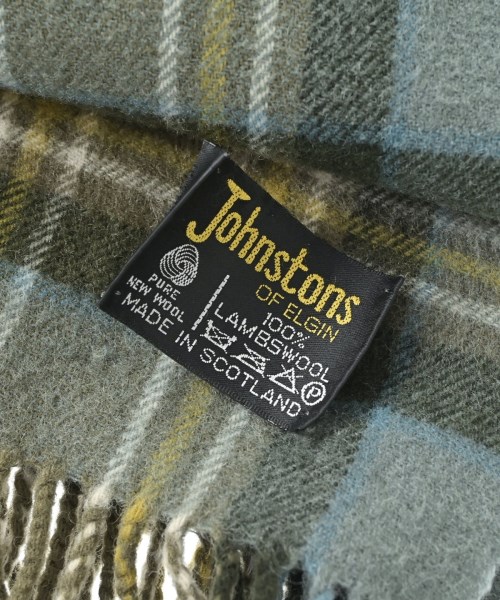 Johnstons
OF ELGIN
PURE
NEW WOOL
100%
LAMBSWOOL
P
MADE IN SCOTLAND